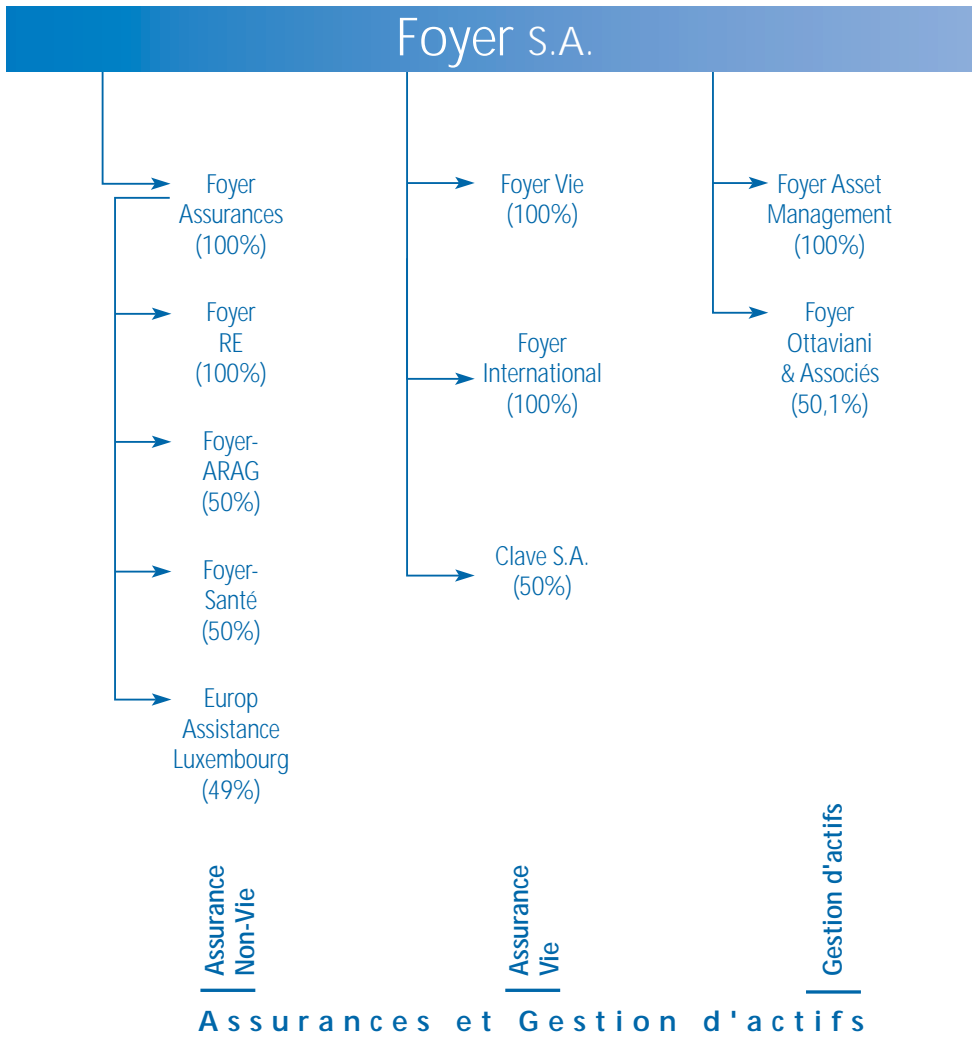 Foyer S.A.
Foyer
Assurances
(100%)
Foyer
RE
(100%)
Foyer-
ARAG
(50%)
Foyer-
Santé
(50%)
Europ
Assistance
Luxembourg
(49%)
Foyer Vie
(100%)
Foyer
International
(100%)
Clave S.A.
(50%)
Foyer Asset
Management
(100%)
Foyer
Ottaviani
& Associés
(50,1%)
Assurance
Non-Vie
Assurance
Vie
Gestion d'actifs
Assurances et Gestion d'actifs